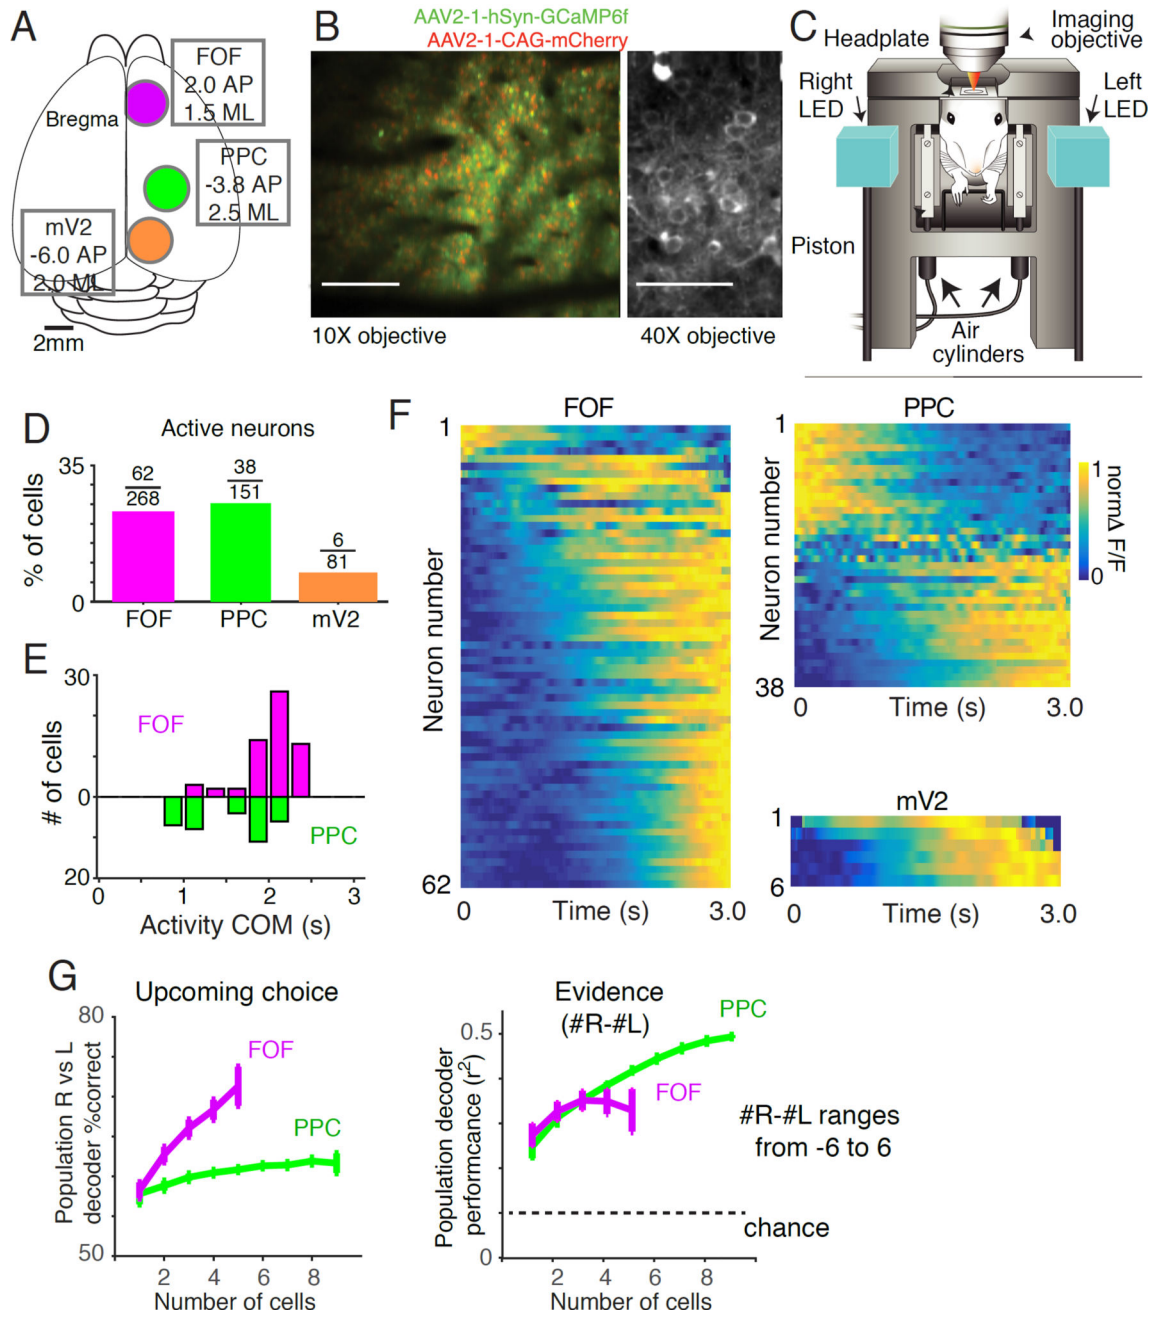 A
FOF
2.0 AP
1.5 ML
Bregma
PPC
-3.8 AP
2.5 ML
mV2
-6.0 AP
2.0 ML
2mm
B
AAV2-1-hSyn-GCaMP6f
AAV2-1-CAG-mCherry
10X objective
40X objective
C
Headplate
Imaging
objective
Right
LED
Left
LED
Piston
Air
cylinders
D
Active neurons
% of cells
35
0
62
268
38
151
6
81
FOF
PPC
mV2
E
# of cells
30
0
20
FOF
PPC
0
1
2
3
Activity COM (s)
F
FOF
Neuron number
1
62
0
Time (s)
3.0
PPC
Neuron number
1
38
0
Time (s)
3.0
1
0
norm∆ F/F
mV2
1
6
0
Time (s)
3.0
G
Upcoming choice
Population R vs L
decoder %correct
80
50
FOF
PPC
2
4
6
8
Number of cells
Evidence
(#R-#L)
Population decoder
performcance (r²)
0.5
0
PPC
FOF
#R-#L ranges
from -6 to 6
chance
2
4
6
8
Number of cells